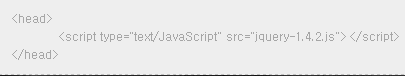 <head>
<script type="text/JavaScript" src="jquery-1.4.2.js"></script>
</head>